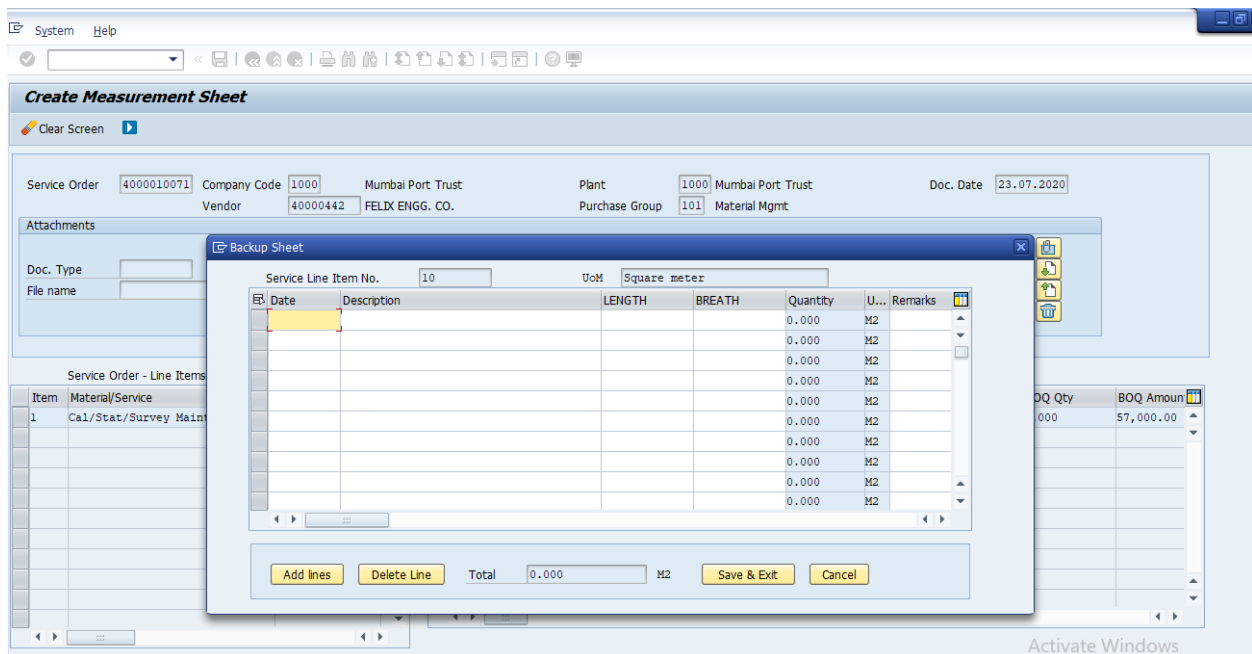 System Help
Create Measurement Sheet
Clear Screen
Service Order 4000010071 Company Code 1000 Mumbai Port Trust Plant 1000 Mumbai Port Trust Doc. Date 23.07.2020
Vendor 40000442 FELIX ENGG. CO. Purchase Group 101 Material Mgmt
Attachments
Doc. Type
File name
Backup Sheet
Service Line Item No. 10 UoM Square meter
Date Description LENGTH BREATH Quantity U... Remarks
0.000 M2
0.000 M2
0.000 M2
0.000 M2
0.000 M2
0.000 M2
0.000 M2
0.000 M2
0.000 M2
0.000 M2
Add lines Delete Line Total 0.000 M2 Save & Exit Cancel
Service Order - Line Items
Item Material/Service OQ Qty BOQ Amoun
1 Cal/Stat/Survey Maint .000 57,000.00
Activate Windows